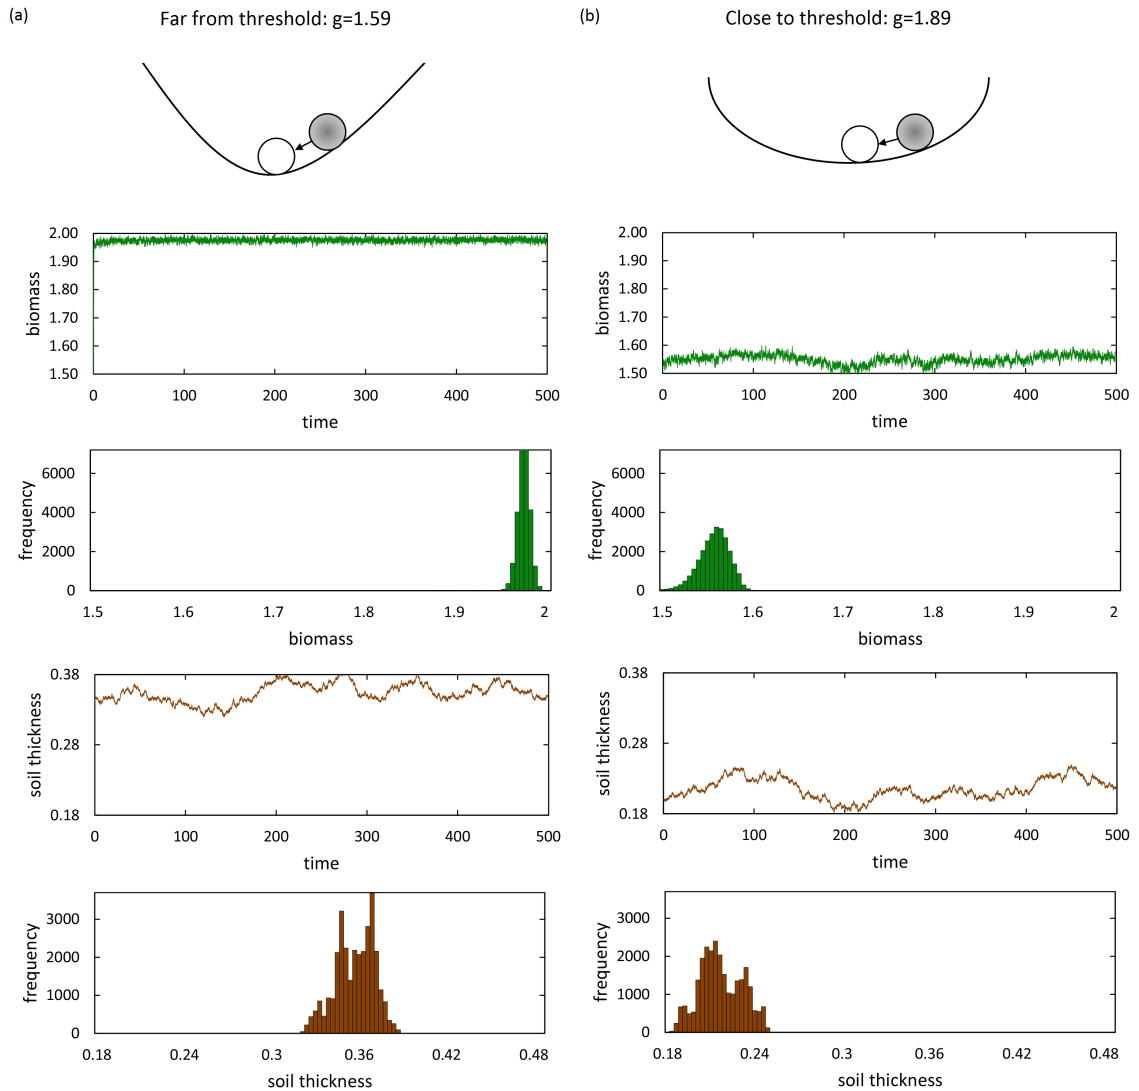 (a)
Far from threshold: g=1.59
(b)
Close to threshold: g=1.89
2.00
1.90
1.80
1.70
1.60
1.50
biomass
0 100 200 300 400 500
time
2.00
1.90
1.80
1.70
1.60
1.50
biomass
0 100 200 300 400 500
time
6000
4000
2000
0
frequency
1.5 1.6 1.7 1.8 1.9 2
biomass
6000
4000
2000
0
frequency
1.5 1.6 1.7 1.8 1.9 2
biomass
0.38
0.28
0.18
soil thickness
0 100 200 300 400 500
time
0.38
0.28
0.18
soil thickness
0 100 200 300 400 500
time
3000
2000
1000
0
frequency
0.18 0.24 0.3 0.36 0.42 0.48
soil thickness
3000
2000
1000
0
frequency
0.18 0.24 0.3 0.36 0.42 0.48
soil thickness